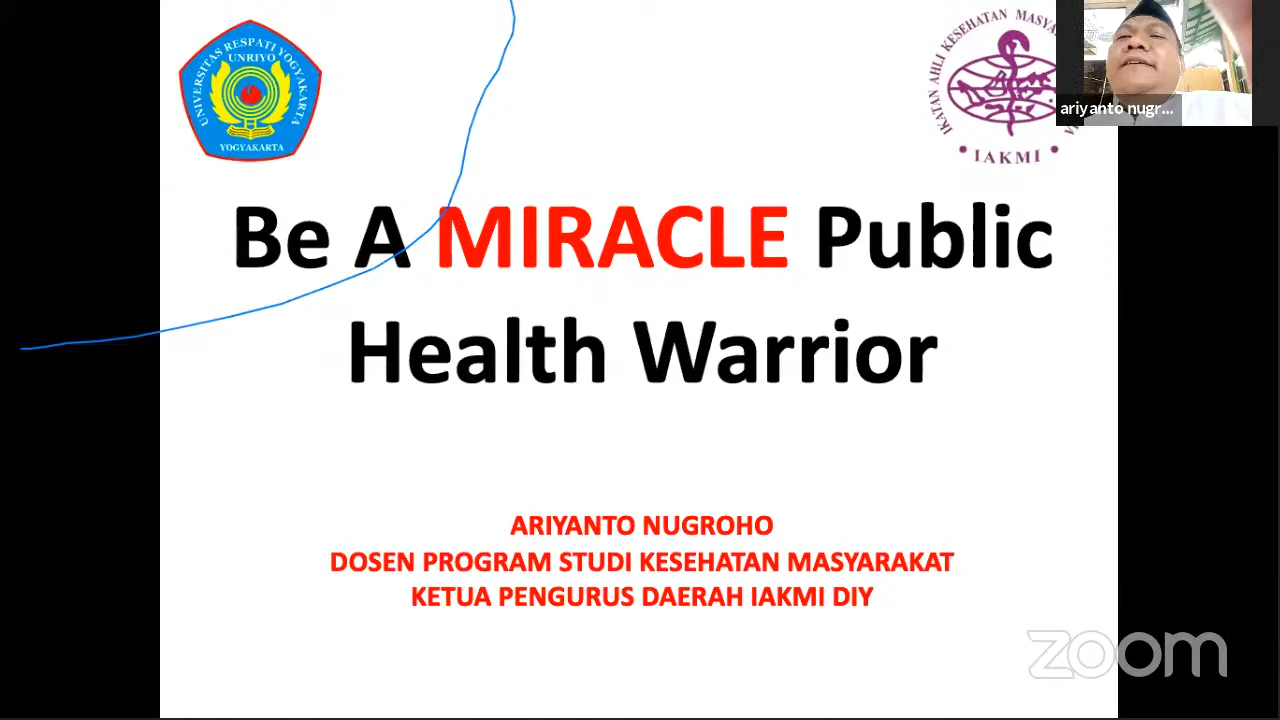 UNIVERSITAS RESPATI YOGYAKARTA
UNRIYO
YOGYAKARTA
IKATAN AHLI KESEHATAN
IAKMI
ariyanto nugr...
Be A MIRACLE Public
Health Warrior
ARIYANTO NUGROHO
DOSEN PROGRAM STUDI KESEHATAN MASYARAKAT
KETUA PENGURUS DAERAH IAKMI DIY
zoom